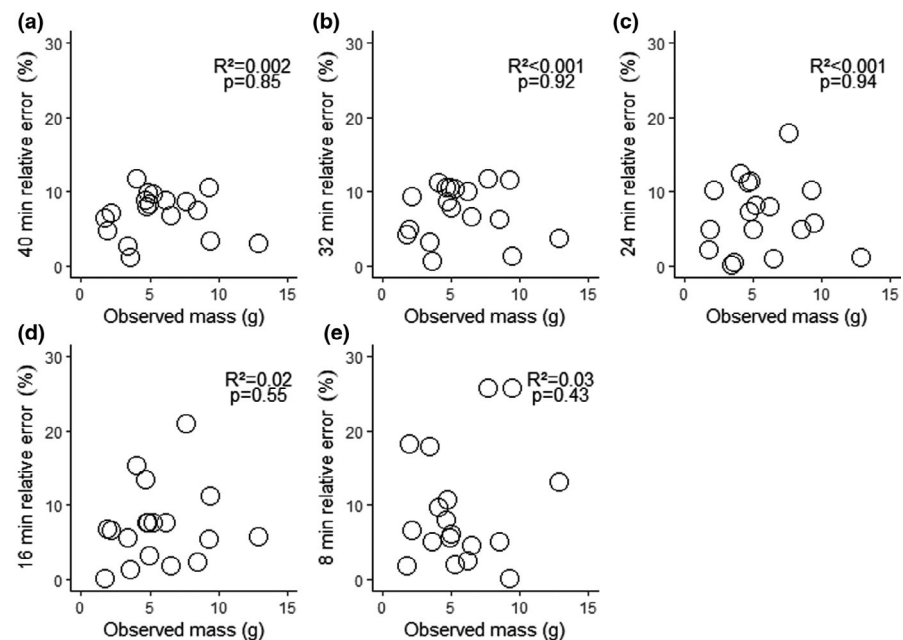 (a)
40 min relative error (%)
30
20
10
0
R²=0.002
p=0.85
0 5 10 15
Observed mass (g)
(b)
32 min relative error (%)
30
20
10
0
R²<0.001
p=0.92
0 5 10 15
Observed mass (g)
(c)
24 min relative error (%)
30
20
10
0
R²<0.001
p=0.94
0 5 10 15
Observed mass (g)
(d)
16 min relative error (%)
30
20
10
0
R²=0.02
p=0.55
0 5 10 15
Observed mass (g)
(e)
8 min relative error (%)
30
20
10
0
R²=0.03
p=0.43
0 5 10 15
Observed mass (g)